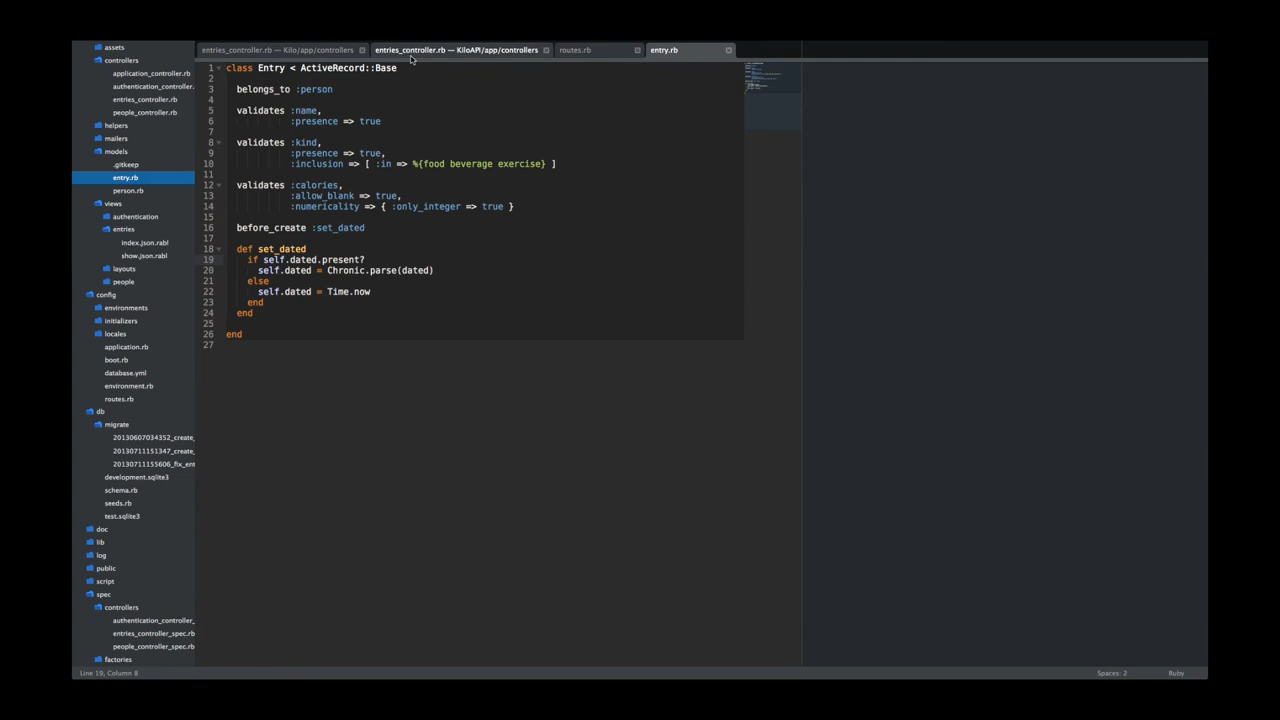 assets
controllers
application_controller.rb
authentication_controller.
entries_controller.rb
people_controller.rb
helpers
mailers
models
.gitkeep
entry.rb
person.rb
views
authentication
entries
index.json.rabl
show.json.rabl
layouts
people
config
environments
initializers
locales
application.rb
boot.rb
database.yml
environment.rb
routes.rb
db
migrate
20130607034352_create_
20130711151347_create_
20130711155606_fix_ent
development.sqlite3
schema.rb
seeds.rb
test.sqlite3
doc
lib
log
public
script
spec
controllers
authentication_controller_
entries_controller_spec.rb
people_controller_spec.rb
factories
entries_controller.rb — Kilo/app/controllers
entries_controller.rb — KiloAPI/app/controllers
routes.rb
entry.rb
1 class Entry < ActiveRecord::Base
2
3 belongs_to :person
4
5 validates :name,
6 :presence => true
7
8 validates :kind,
9 :presence => true,
10 :inclusion => [ :in => %{food beverage exercise} ]
11
12 validates :calories,
13 :allow_blank => true,
14 :numericality => { :only_integer => true }
15
16 before_create :set_dated
17
18 def set_dated
19 if self.dated.present?
20 self.dated = Chronic.parse(dated)
21 else
22 self.dated = Time.now
23 end
24 end
25
26 end
27
Line 19, Column 8
Spaces: 2
Ruby